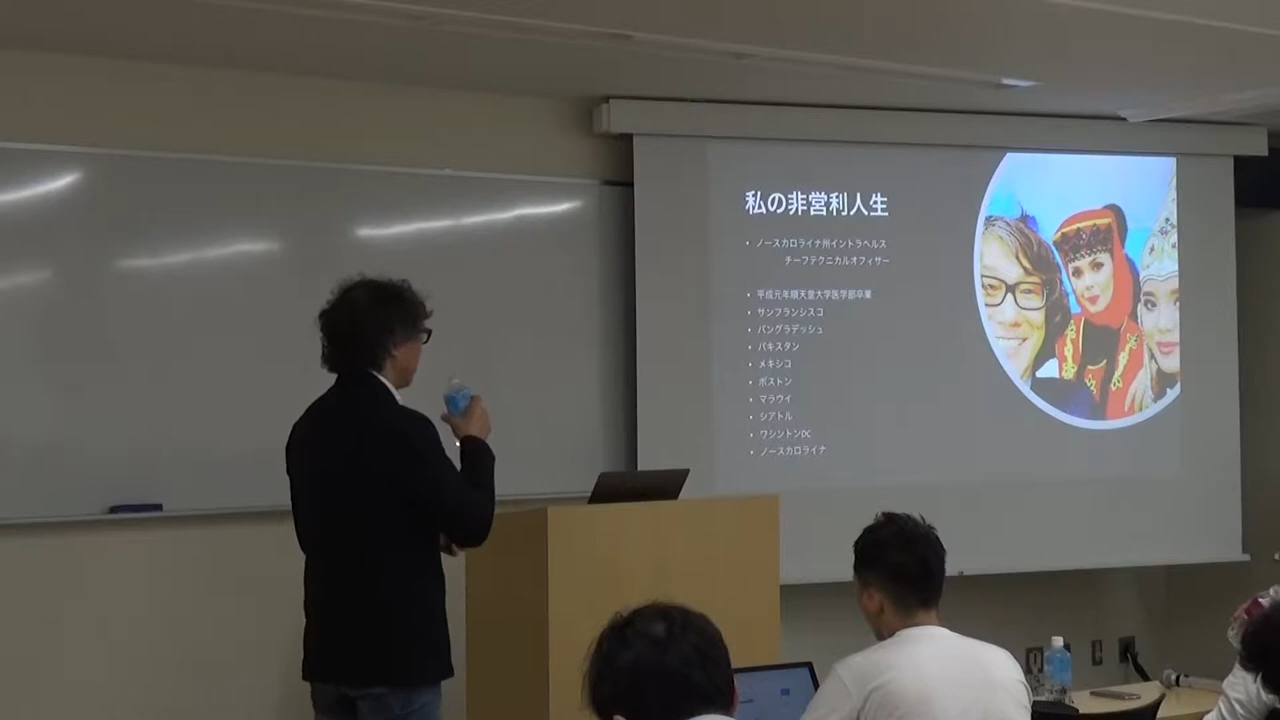 私の非営利人生
• ノースカロライナ州イントラヘルス
チーフテクニカルオフィサー
• 平成元年順天堂大学医学部卒業
• サンフランシスコ
• バングラデッシュ
• パキスタン
• メキシコ
• ボストン
• マラウイ
• シアトル
• ワシントンDC
• ノースカロライナ